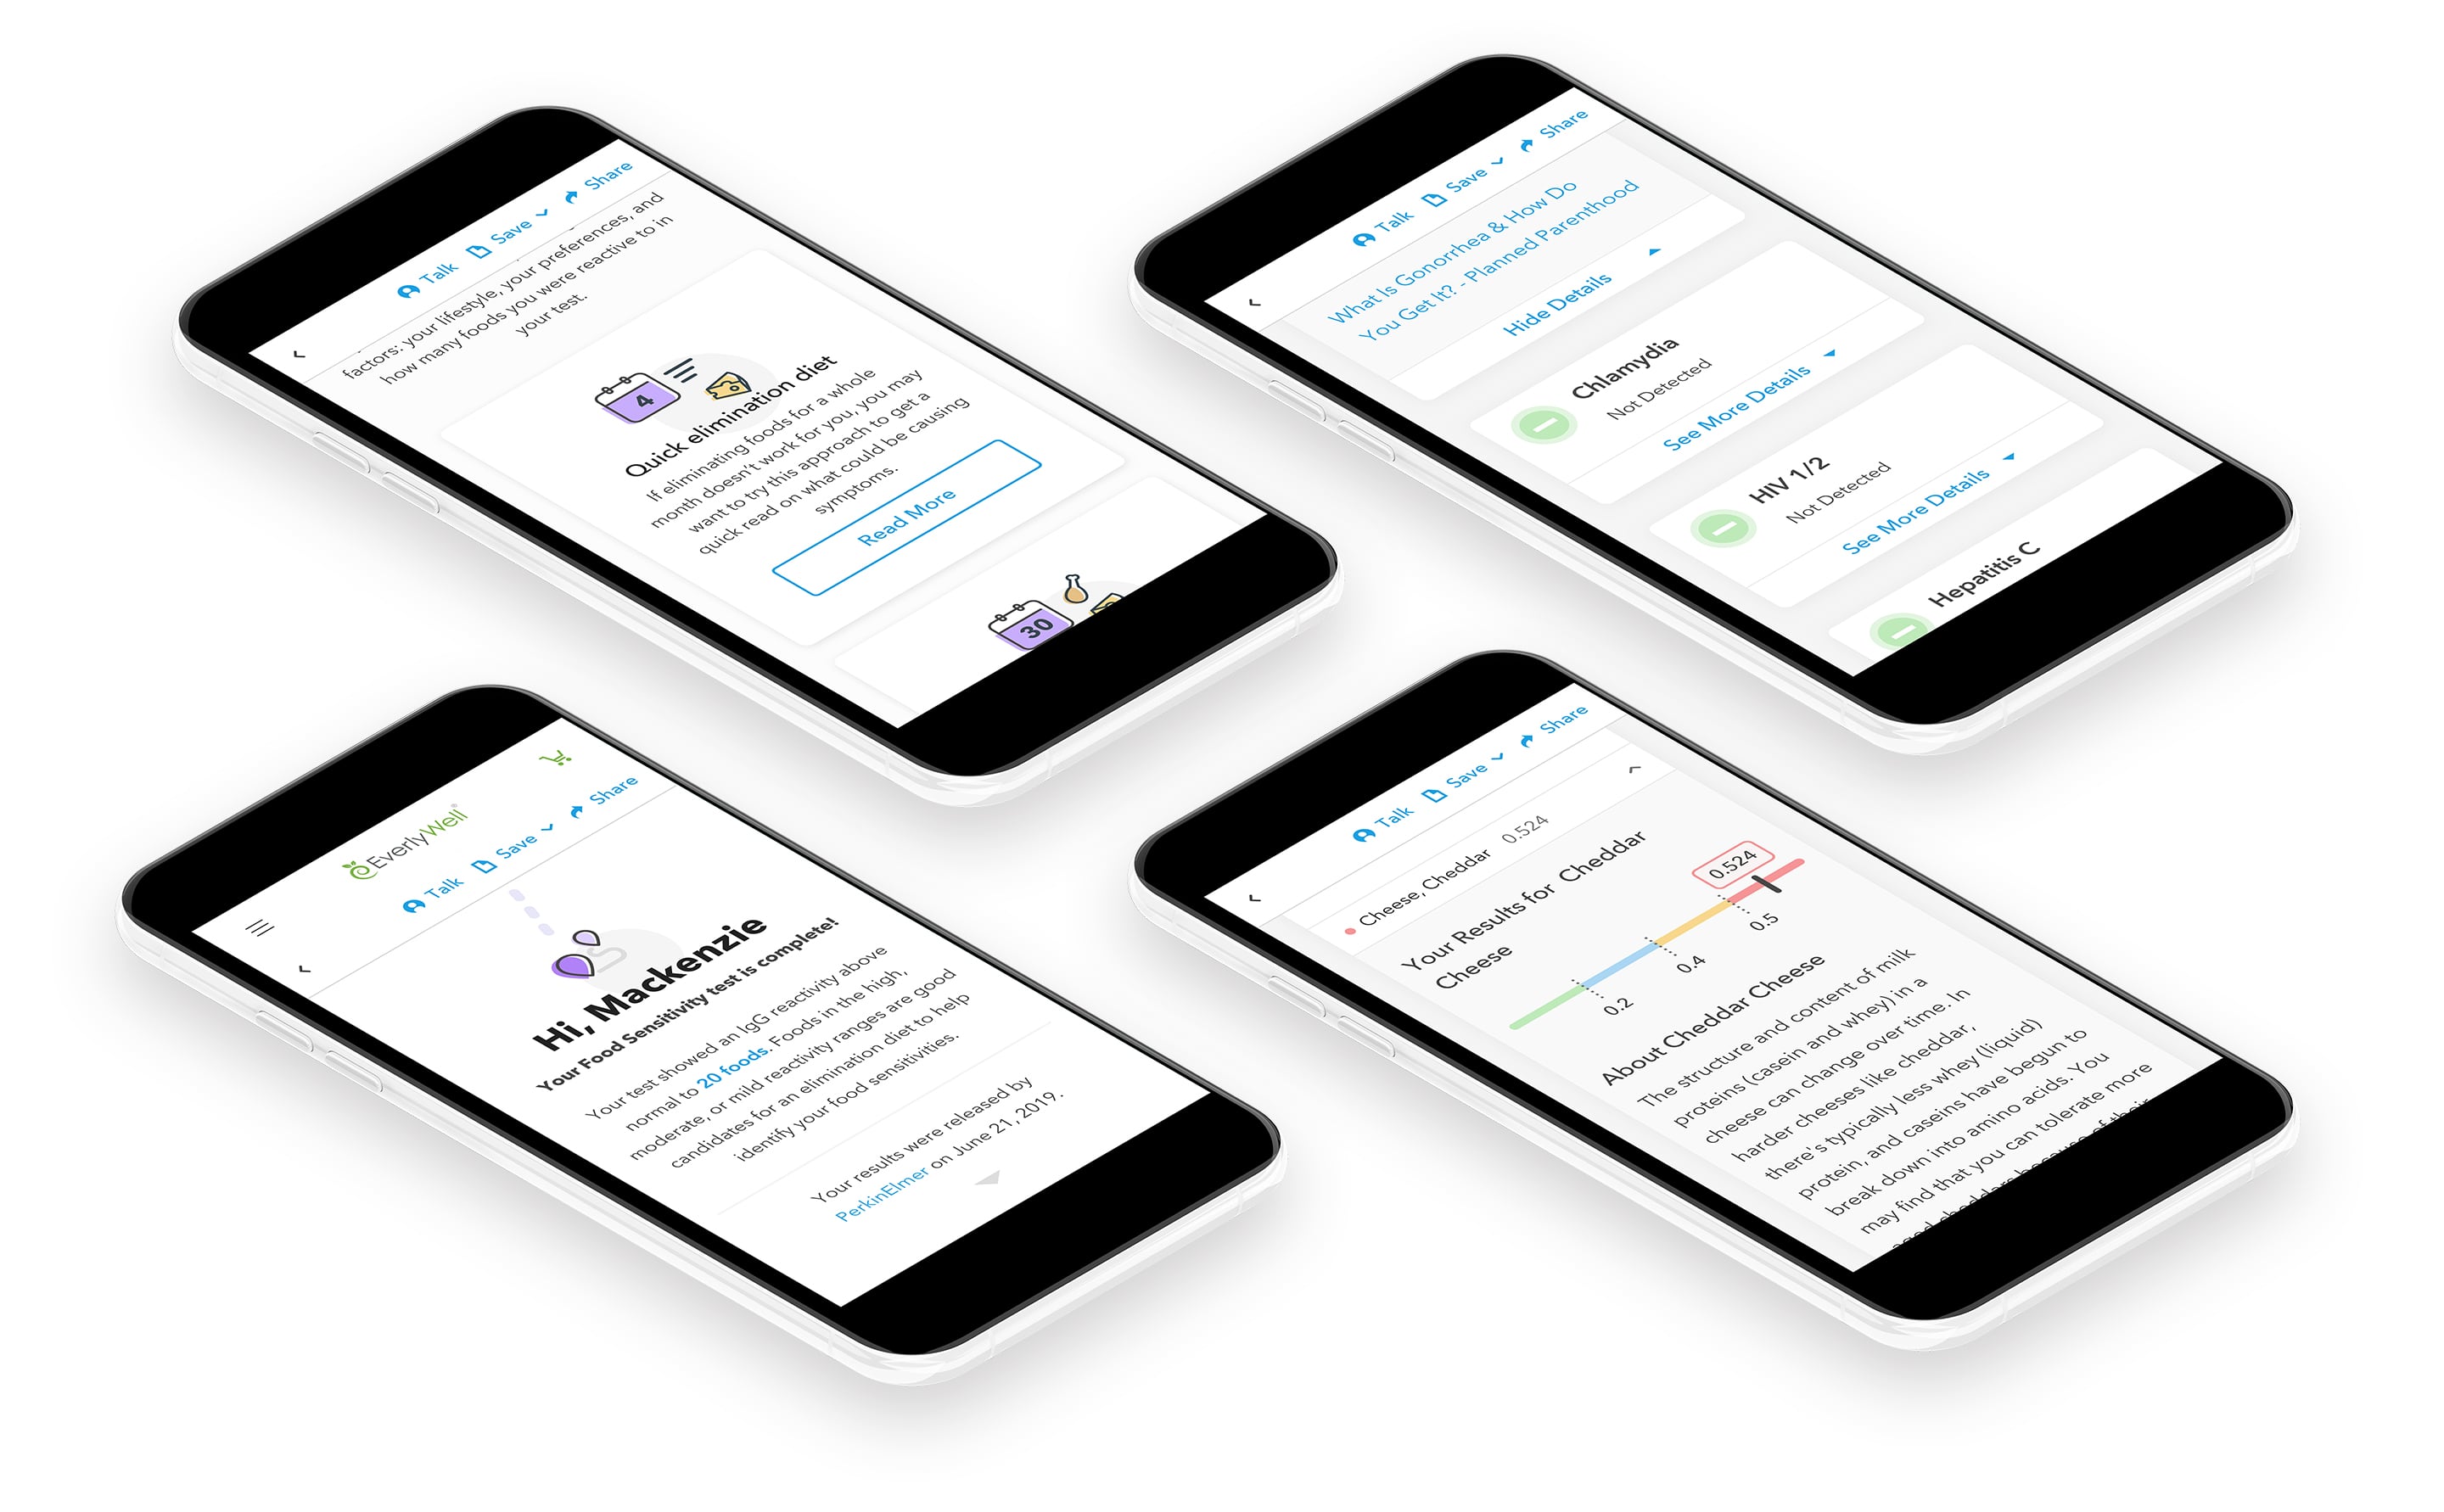 Talk Save Share
factors: your lifestyle, your preferences, and
how many foods you were reactive to in
your test.
4
Quick elimination diet
If eliminating foods for a whole
month doesn't work for you, you may
want to try this approach to get a
quick read on what could be causing
symptoms.
Read More
30
Talk Save Share
What Is Gonorrhea & How Do
You Get It? - Planned Parenthood
Hide Details
Chlamydia
Not Detected
See More Details
HIV 1/2
Not Detected
See More Details
Hepatitis C
EverlyWell
Talk Save Share
Hi, Mackenzie
Your Food Sensitivity test is complete!
Your test showed an IgG reactivity above
normal to 20 foods. Foods in the high,
moderate, or mild reactivity ranges are good
candidates for an elimination diet to help
identify your food sensitivities.
Your results were released by
PerkinElmer on June 21, 2019.
Talk Save Share
Cheese, Cheddar 0.524
Your Results for Cheddar
Cheese
0.524
0.2
0.4
0.5
About Cheddar Cheese
The structure and content of milk
proteins (casein and whey) in a
cheese can change over time. In
harder cheeses like cheddar,
there's typically less whey (liquid)
protein, and caseins have begun to
break down into amino acids. You
may find that you can tolerate more
aged cheddars because of their